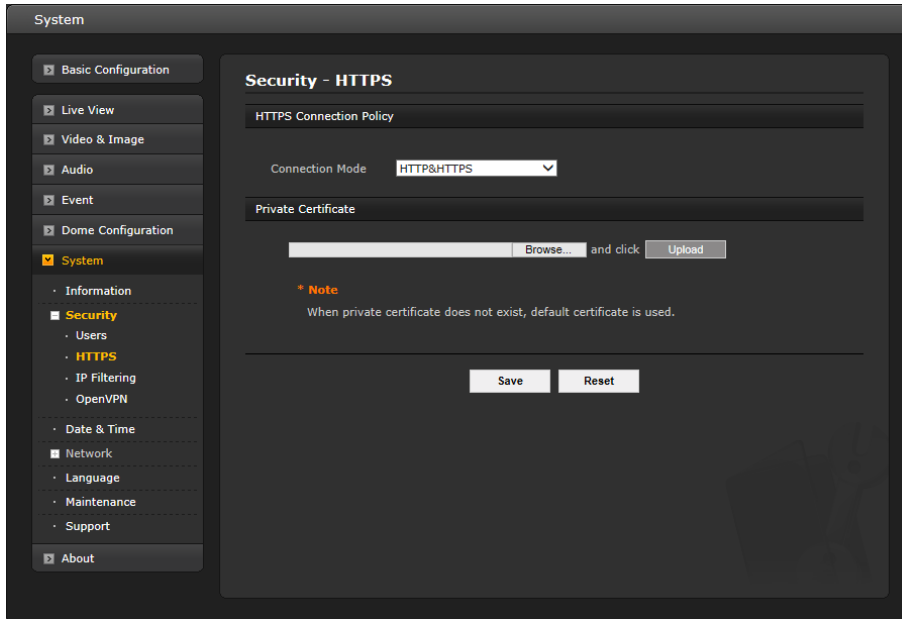 System
Basic Configuration
Live View
Video & Image
Audio
Event
Dome Configuration
System
Information
Security
Users
HTTPS
IP Filtering
OpenVPN
Date & Time
Network
Language
Maintenance
Support
About
Security - HTTPS
HTTPS Connection Policy
Connection Mode HTTP&HTTPS
Private Certificate
Browse... and click Upload
* Note
When private certificate does not exist, default certificate is used.
Save Reset